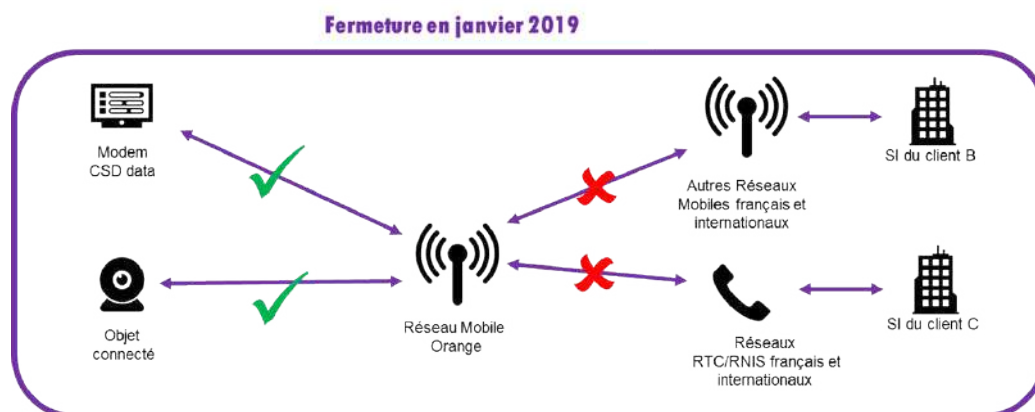 Fermeture en janvier 2019
Modem
CSD data
Objet
connecté
Réseau Mobile
Orange
Autres Réseaux
Mobiles français et
internationaux
SI du client B
Réseaux
RTC/RNIS français et
internationaux
SI du client C